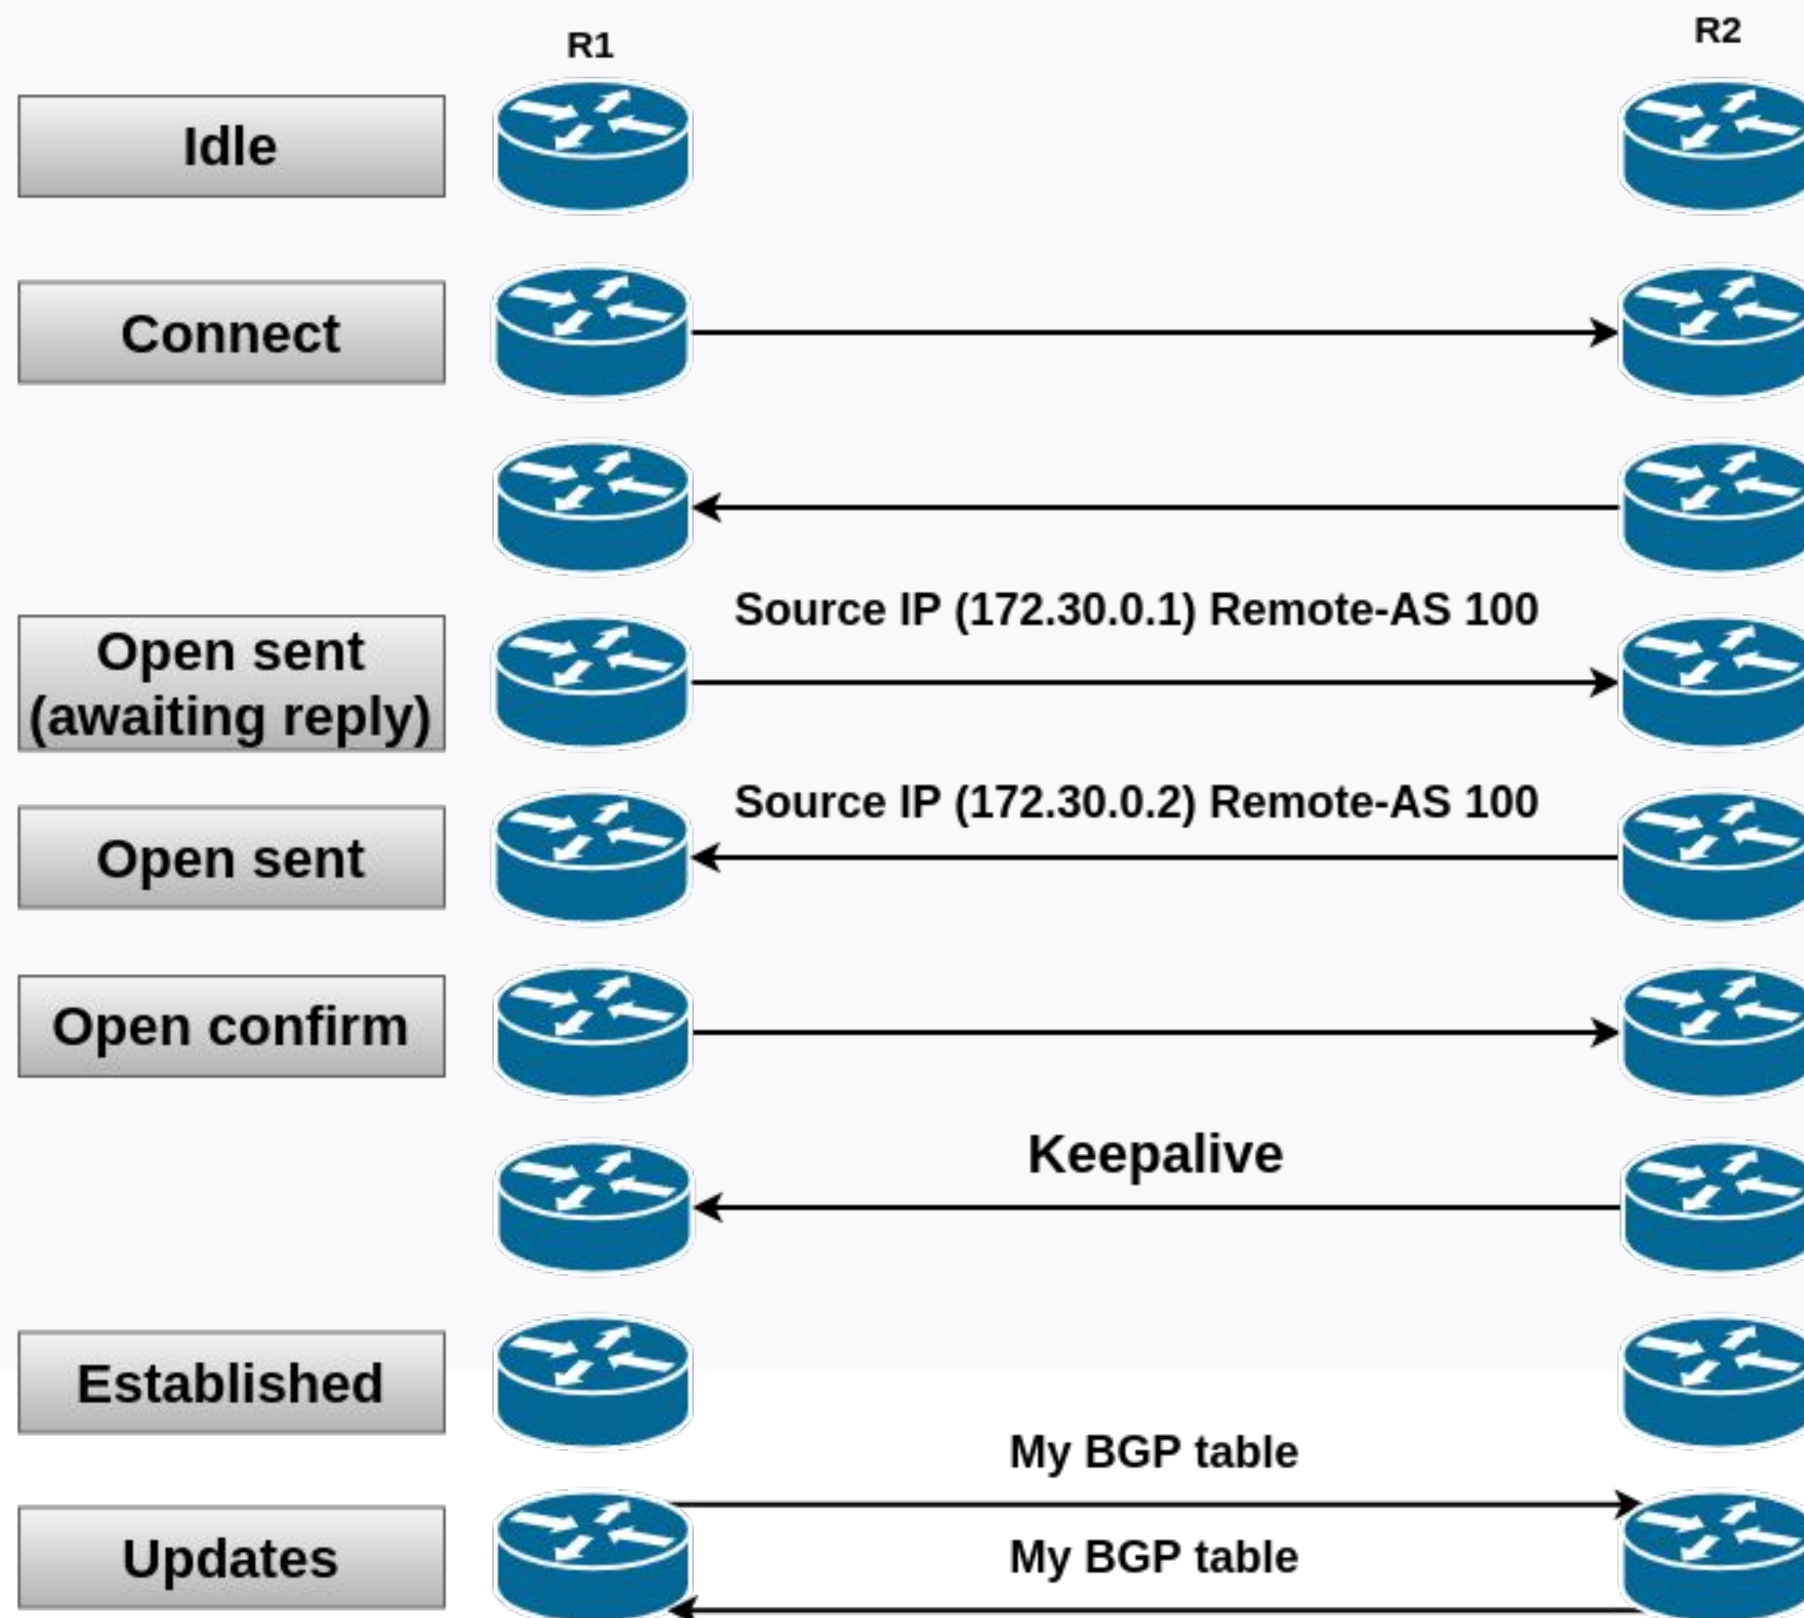 R1
R2
Idle
Connect
Source IP (172.30.0.1) Remote-AS 100
Open sent
(awaiting reply)
Source IP (172.30.0.2) Remote-AS 100
Open sent
Open confirm
Keepalive
Established
My BGP table
Updates
My BGP table